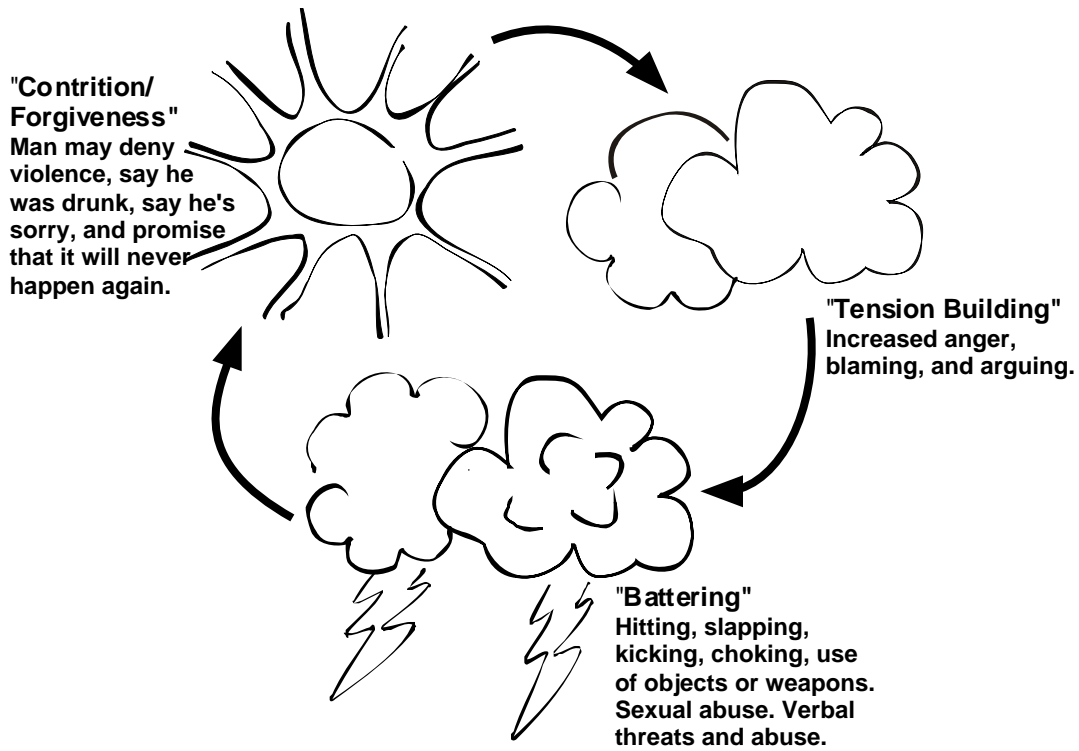 "Contrition/
Forgiveness"
Man may deny
violence, say he
was drunk, say he's
sorry, and promise
that it will never
happen again.
"Tension Building"
Increased anger,
blaming, and arguing.
"Battering"
Hitting, slapping,
kicking, choking, use
of objects or weapons.
Sexual abuse. Verbal
threats and abuse.